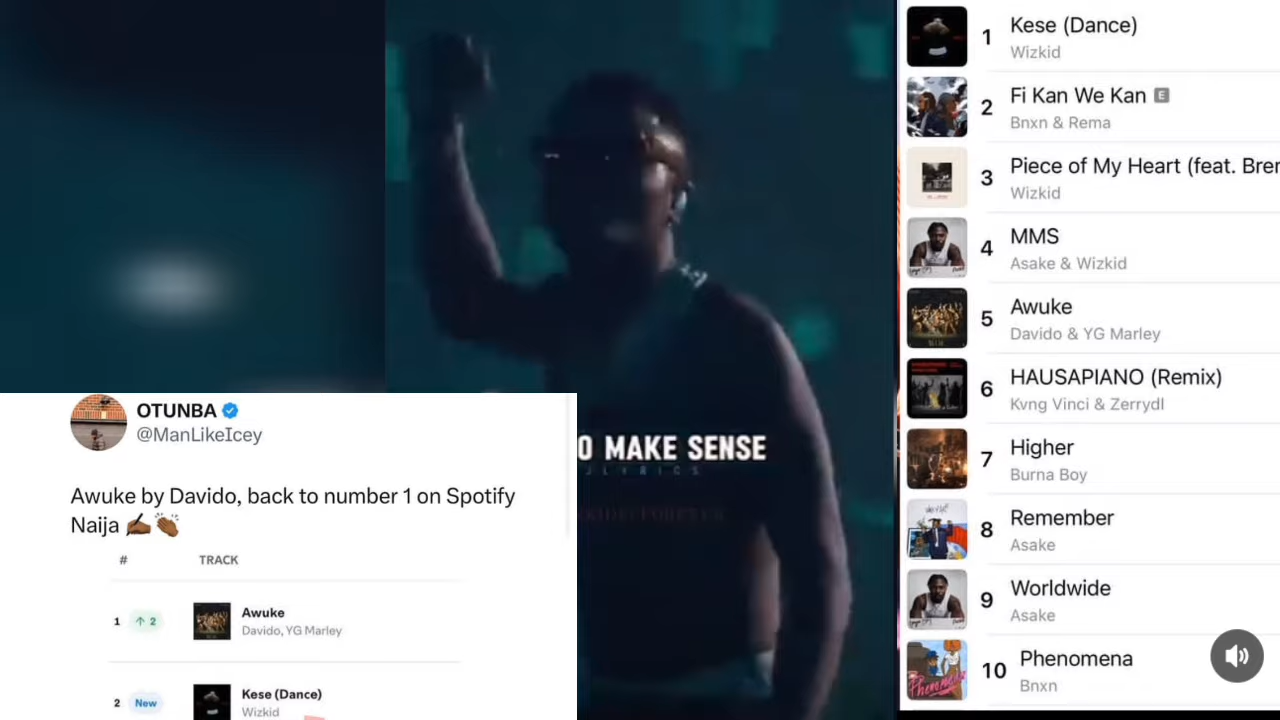 OTUNBA
@ManLikeIcey
Awuke by Davido, back to number 1 on Spotify
Naija ✍🏾👏🏾
# TRACK
1 ↑ 2 Awuke
Davido, YG Marley
2 New Kese (Dance)
Wizkid
O MAKE SENSE
LYRICS
1 Kese (Dance)
Wizkid
2 Fi Kan We Kan E
Bnxn & Rema
3 Piece of My Heart (feat. Brer
Wizkid
4 MMS
Asake & Wizkid
5 Awuke
Davido & YG Marley
6 HAUSAPIANO (Remix)
Kvng Vinci & Zerrydl
7 Higher
Burna Boy
8 Remember
Asake
9 Worldwide
Asake
10 Phenomena
Bnxn